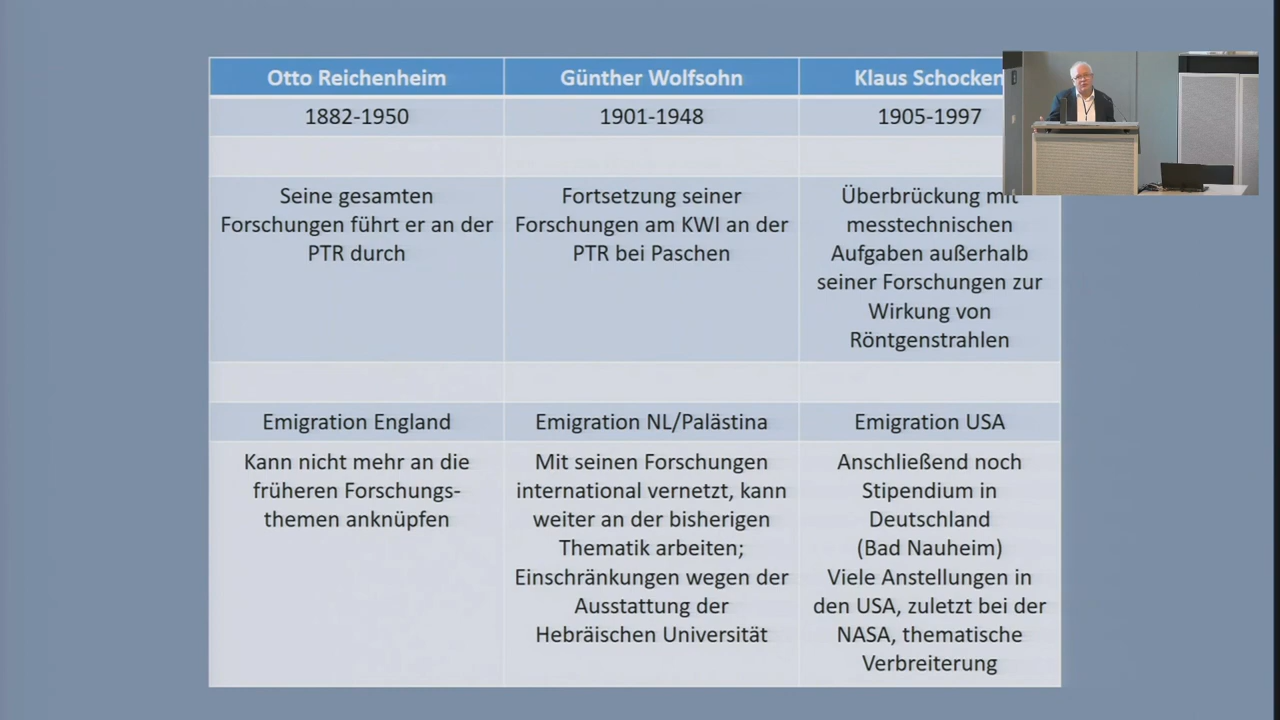 Otto Reichenheim
Günther Wolfsohn
Klaus Schocken
1882-1950
1901-1948
1905-1997
Seine gesamten
Forschungen führt er an der
PTR durch
Fortsetzung seiner
Forschungen am KWI an der
PTR bei Paschen
Überbrückung mit
messtechnischen
Aufgaben außerhalb
seiner Forschungen zur
Wirkung von
Röntgenstrahlen
Emigration England
Emigration NL/Palästina
Emigration USA
Kann nicht mehr an die
früheren Forschungs-
themen anknüpfen
Mit seinen Forschungen
international vernetzt, kann
weiter an der bisherigen
Thematik arbeiten;
Einschränkungen wegen der
Ausstattung der
Hebräischen Universität
Anschließend noch
Stipendium in
Deutschland
(Bad Nauheim)
Viele Anstellungen in
den USA, zuletzt bei der
NASA, thematische
Verbreiterung